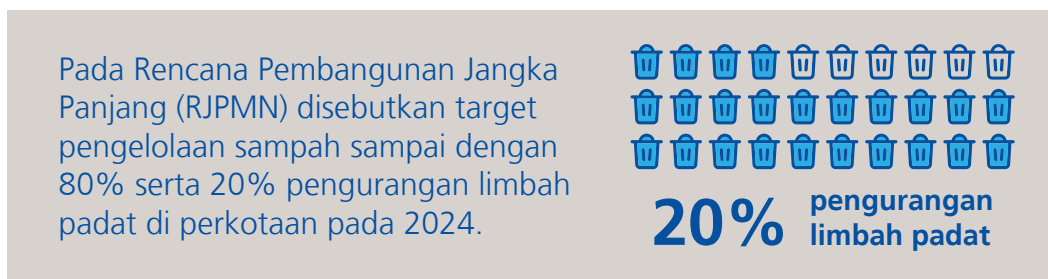 Pada Rencana Pembangunan Jangka
Panjang (RJPMN) disebutkan target
pengelolaan sampah sampai dengan
80% serta 20% pengurangan limbah
padat di perkotaan pada 2024.
20% pengurangan
limbah padat